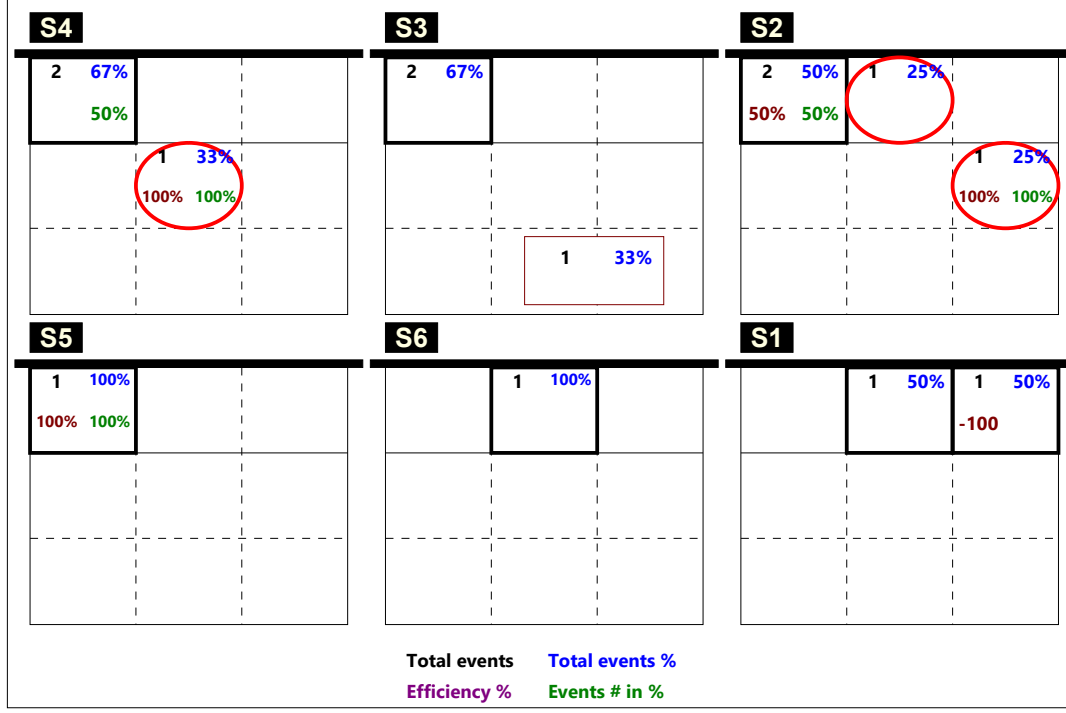 S4 S3 S2
2 67% 2 67% 2 50% 1 25%
50% 50% 50%
1 33% 1 25%
100% 100% 100% 100%
1 33%
S5 S6 S1
1 100% 1 100% 1 50% 1 50%
100% 100% -100
Total events Total events %
Efficiency % Events # in %